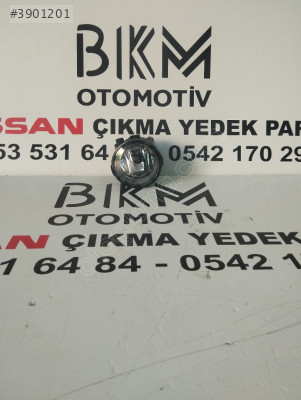 #3901201
BKM
OTOMOTİV
SSAN ÇIKMA YEDEK PAR
53 531 64 84 - 0542 170 29
BKM
OTOMOTİV
SAN ÇIKMA YEDEK
1 64 84 - 0542 1